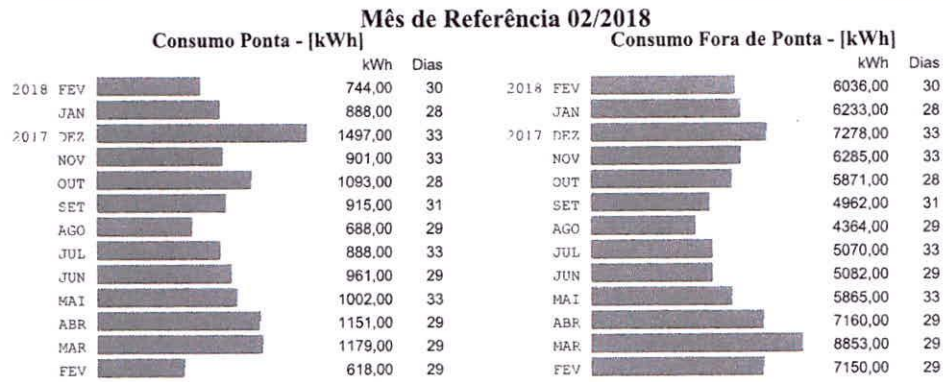 Mês de Referência 02/2018
Consumo Ponta - [kWh]
kWh Dias
2018 FEV 744,00 30
JAN 888,00 28
2017 DEZ 1497,00 33
NOV 901,00 33
OUT 1093,00 28
SET 915,00 31
AGO 688,00 29
JUL 888,00 33
JUN 961,00 29
MAI 1002,00 33
ABR 1151,00 29
MAR 1179,00 29
FEV 618,00 29
Consumo Fora de Ponta - [kWh]
kWh Dias
2018 FEV 6036,00 30
JAN 6233,00 28
2017 DEZ 7278,00 33
NOV 6285,00 33
OUT 5871,00 28
SET 4962,00 31
AGO 4364,00 29
JUL 5070,00 33
JUN 5082,00 29
MAI 5865,00 33
ABR 7160,00 29
MAR 8853,00 29
FEV 7150,00 29